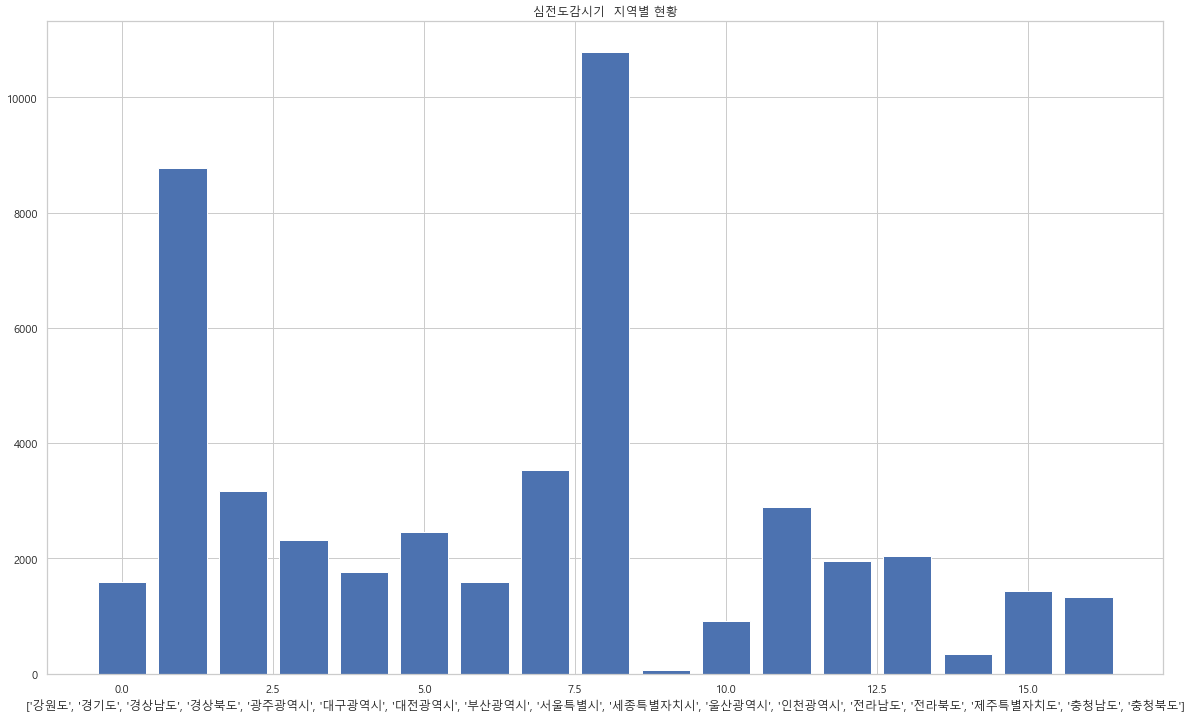 심전도감시기  지역별 현황
10000
8000
6000
4000
2000
0
0.0 2.5 5.0 7.5 10.0 12.5 15.0
['강원도', '경기도', '경상남도', '경상북도', '광주광역시', '대구광역시', '대전광역시', '부산광역시', '서울특별시', '세종특별자치시', '울산광역시', '인천광역시', '전라남도', '전라북도', '제주특별자치도', '충청남도', '충청북도']